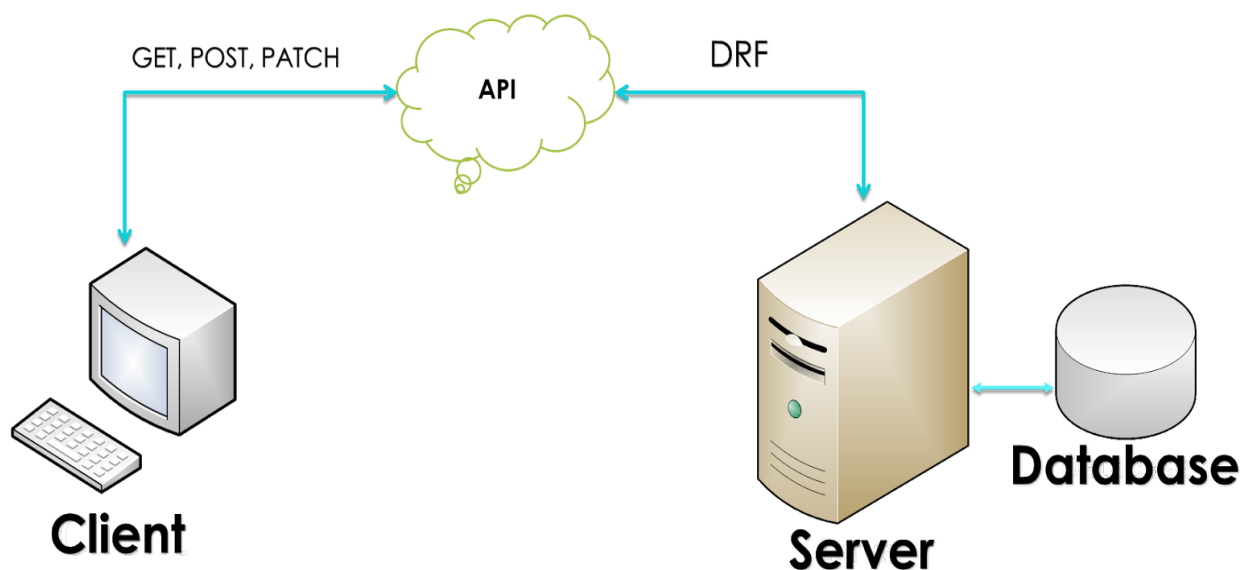 GET, POST, PATCH
API
DRF
Client
Server
Database